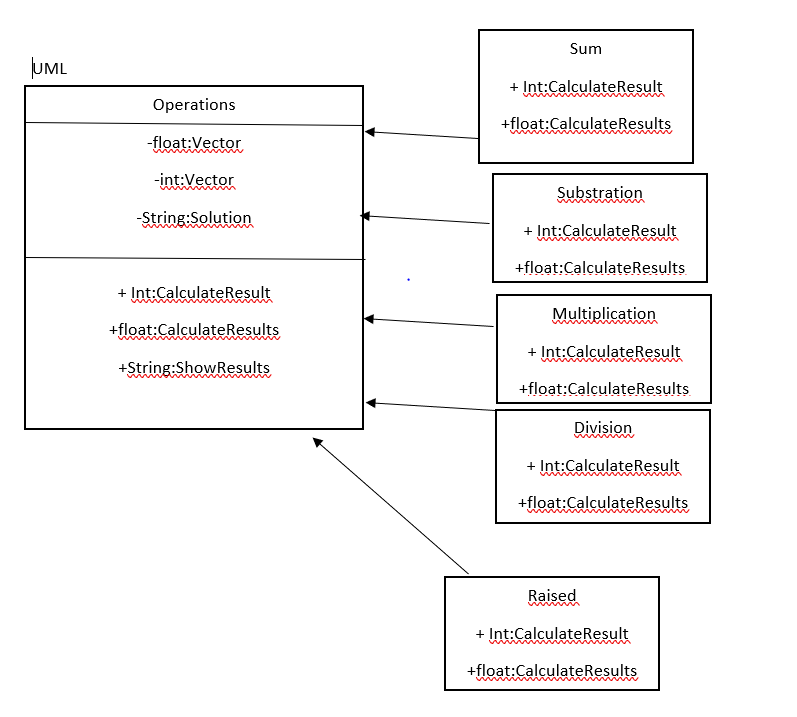 UML
Operations
-float:Vector
-int:Vector
-String:Solution
+ Int:CalculateResult
+float:CalculateResults
+String:ShowResults
Sum
+ Int:CalculateResult
+float:CalculateResults
Substration
+ Int:CalculateResult
+float:CalculateResults
Multiplication
+ Int:CalculateResult
+float:CalculateResults
Division
+ Int:CalculateResult
+float:CalculateResults
Raised
+ Int:CalculateResult
+float:CalculateResults